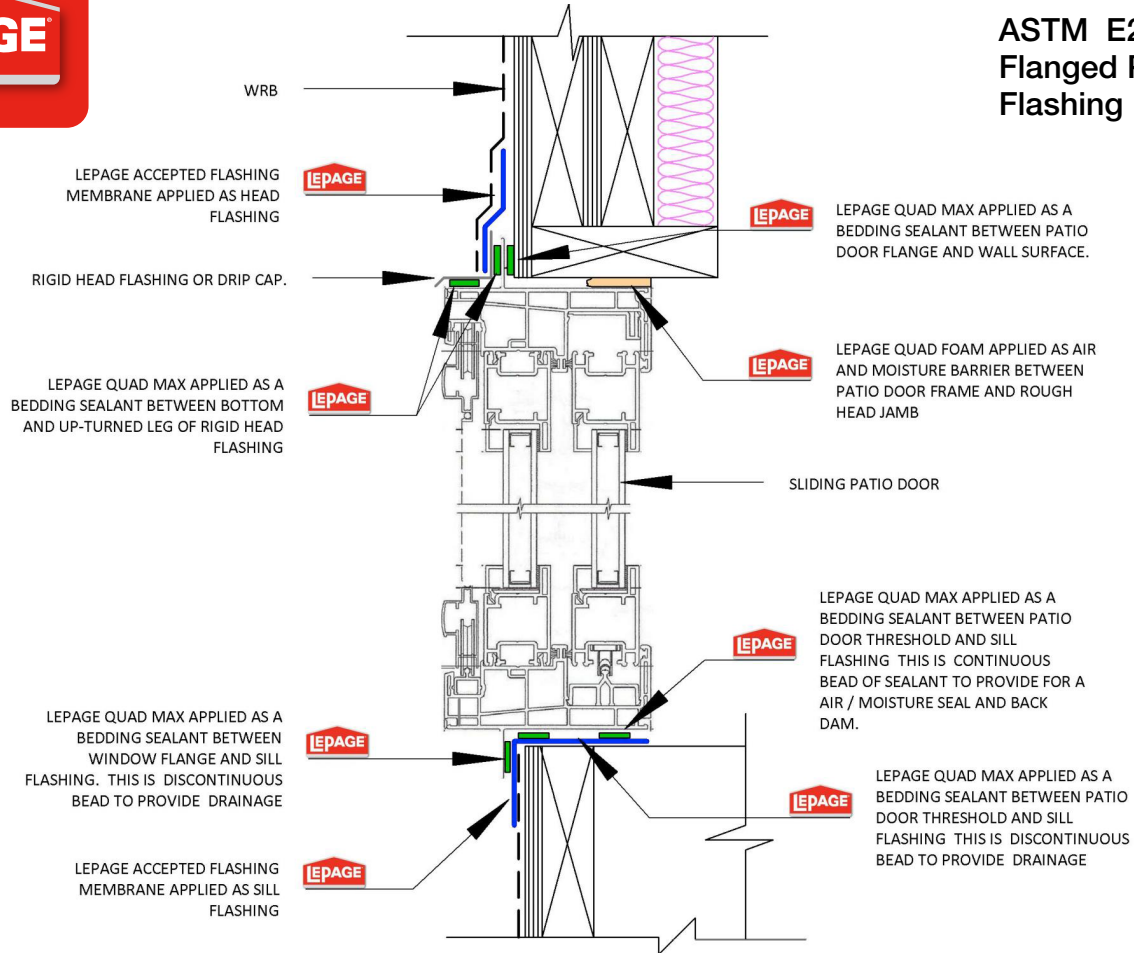 GE
ASTM E2
Flanged P
Flashing
WRB
LEPAGE ACCEPTED FLASHING
MEMBRANE APPLIED AS HEAD
FLASHING
LEPAGE
RIGID HEAD FLASHING OR DRIP CAP.
LEPAGE QUAD MAX APPLIED AS A
BEDDING SEALANT BETWEEN BOTTOM
AND UP-TURNED LEG OF RIGID HEAD
FLASHING
LEPAGE
LEPAGE
LEPAGE QUAD MAX APPLIED AS A
BEDDING SEALANT BETWEEN PATIO
DOOR FLANGE AND WALL SURFACE.
LEPAGE
LEPAGE QUAD FOAM APPLIED AS AIR
AND MOISTURE BARRIER BETWEEN
PATIO DOOR FRAME AND ROUGH
HEAD JAMB
SLIDING PATIO DOOR
LEPAGE
LEPAGE QUAD MAX APPLIED AS A
BEDDING SEALANT BETWEEN PATIO
DOOR THRESHOLD AND SILL
FLASHING THIS IS CONTINUOUS
BEAD OF SEALANT TO PROVIDE FOR A
AIR / MOISTURE SEAL AND BACK
DAM.
LEPAGE QUAD MAX APPLIED AS A
BEDDING SEALANT BETWEEN
WINDOW FLANGE AND SILL
FLASHING. THIS IS DISCONTINUOUS
BEAD TO PROVIDE DRAINAGE
LEPAGE
LEPAGE
LEPAGE QUAD MAX APPLIED AS A
BEDDING SEALANT BETWEEN PATIO
DOOR THRESHOLD AND SILL
FLASHING THIS IS DISCONTINUOUS
BEAD TO PROVIDE DRAINAGE
LEPAGE ACCEPTED FLASHING
MEMBRANE APPLIED AS SILL
FLASHING
LEPAGE